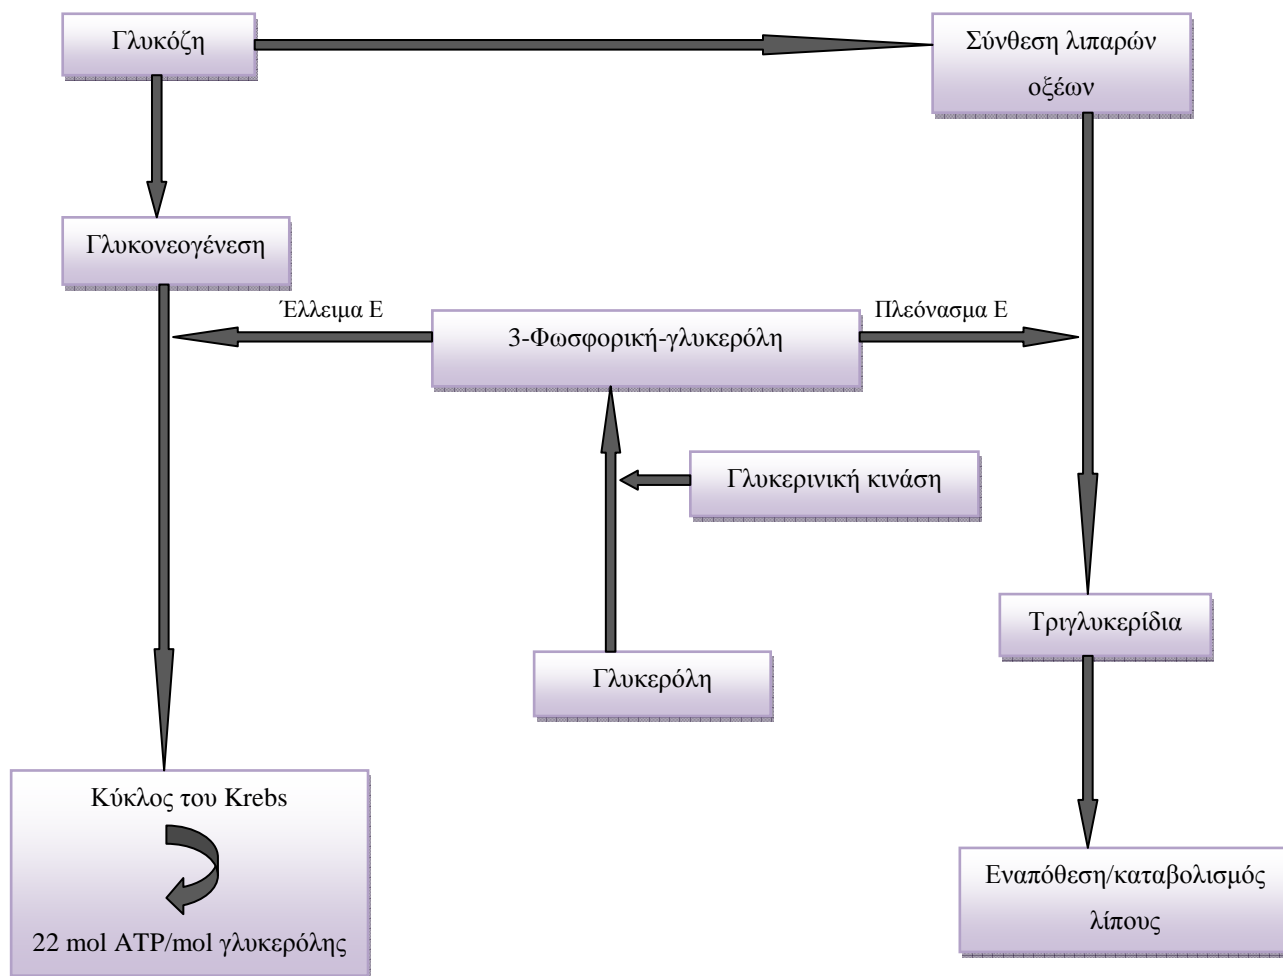 Γλυκόζη
Σύνθεση λιπαρών
οξέων
Γλυκονεογένεση
Έλλειμα Ε
Πλεόνασμα Ε
3-Φωσφορική-γλυκερόλη
Γλυκερινική κινάση
Γλυκερόλη
Τριγλυκερίδια
Κύκλος του Krebs
22 mol ATP/mol γλυκερόλης
Εναπόθεση/καταβολισμός
λίπους